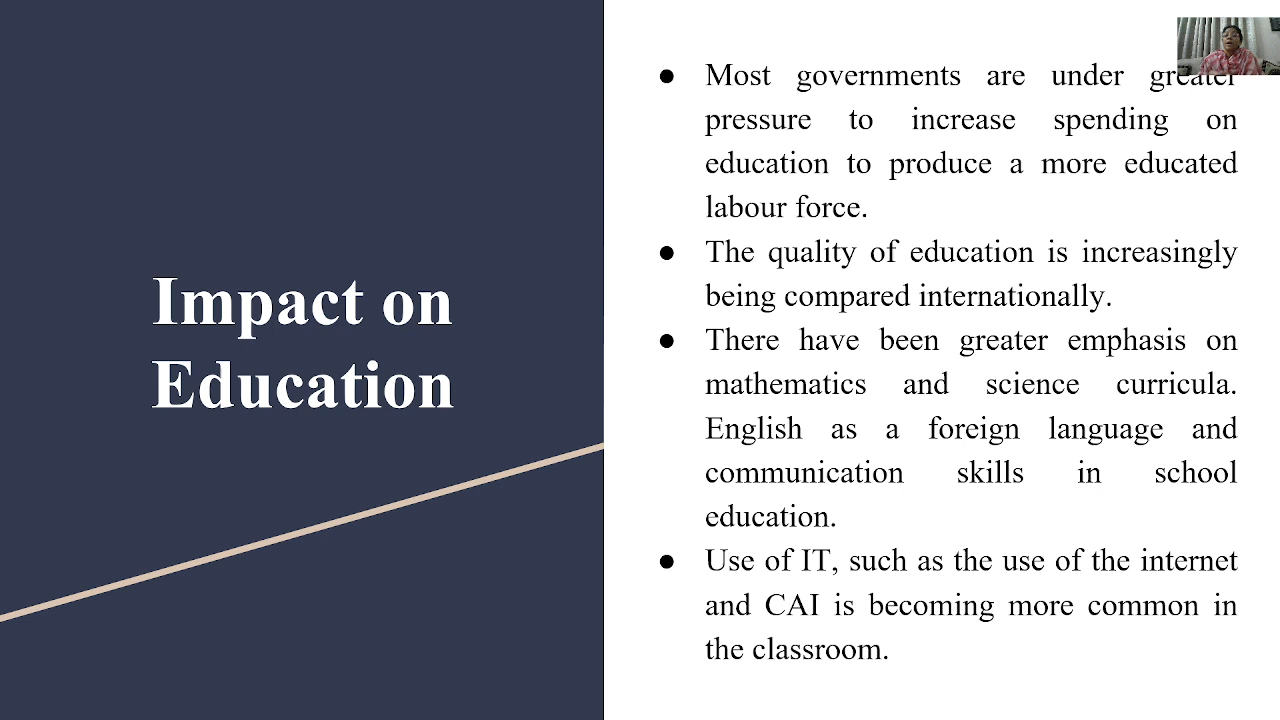 Impact on
Education
● Most governments are under greater
pressure to increase spending on
education to produce a more educated
labour force.
● The quality of education is increasingly
being compared internationally.
● There have been greater emphasis on
mathematics and science curricula.
English as a foreign language and
communication skills in school
education.
● Use of IT, such as the use of the internet
and CAI is becoming more common in
the classroom.